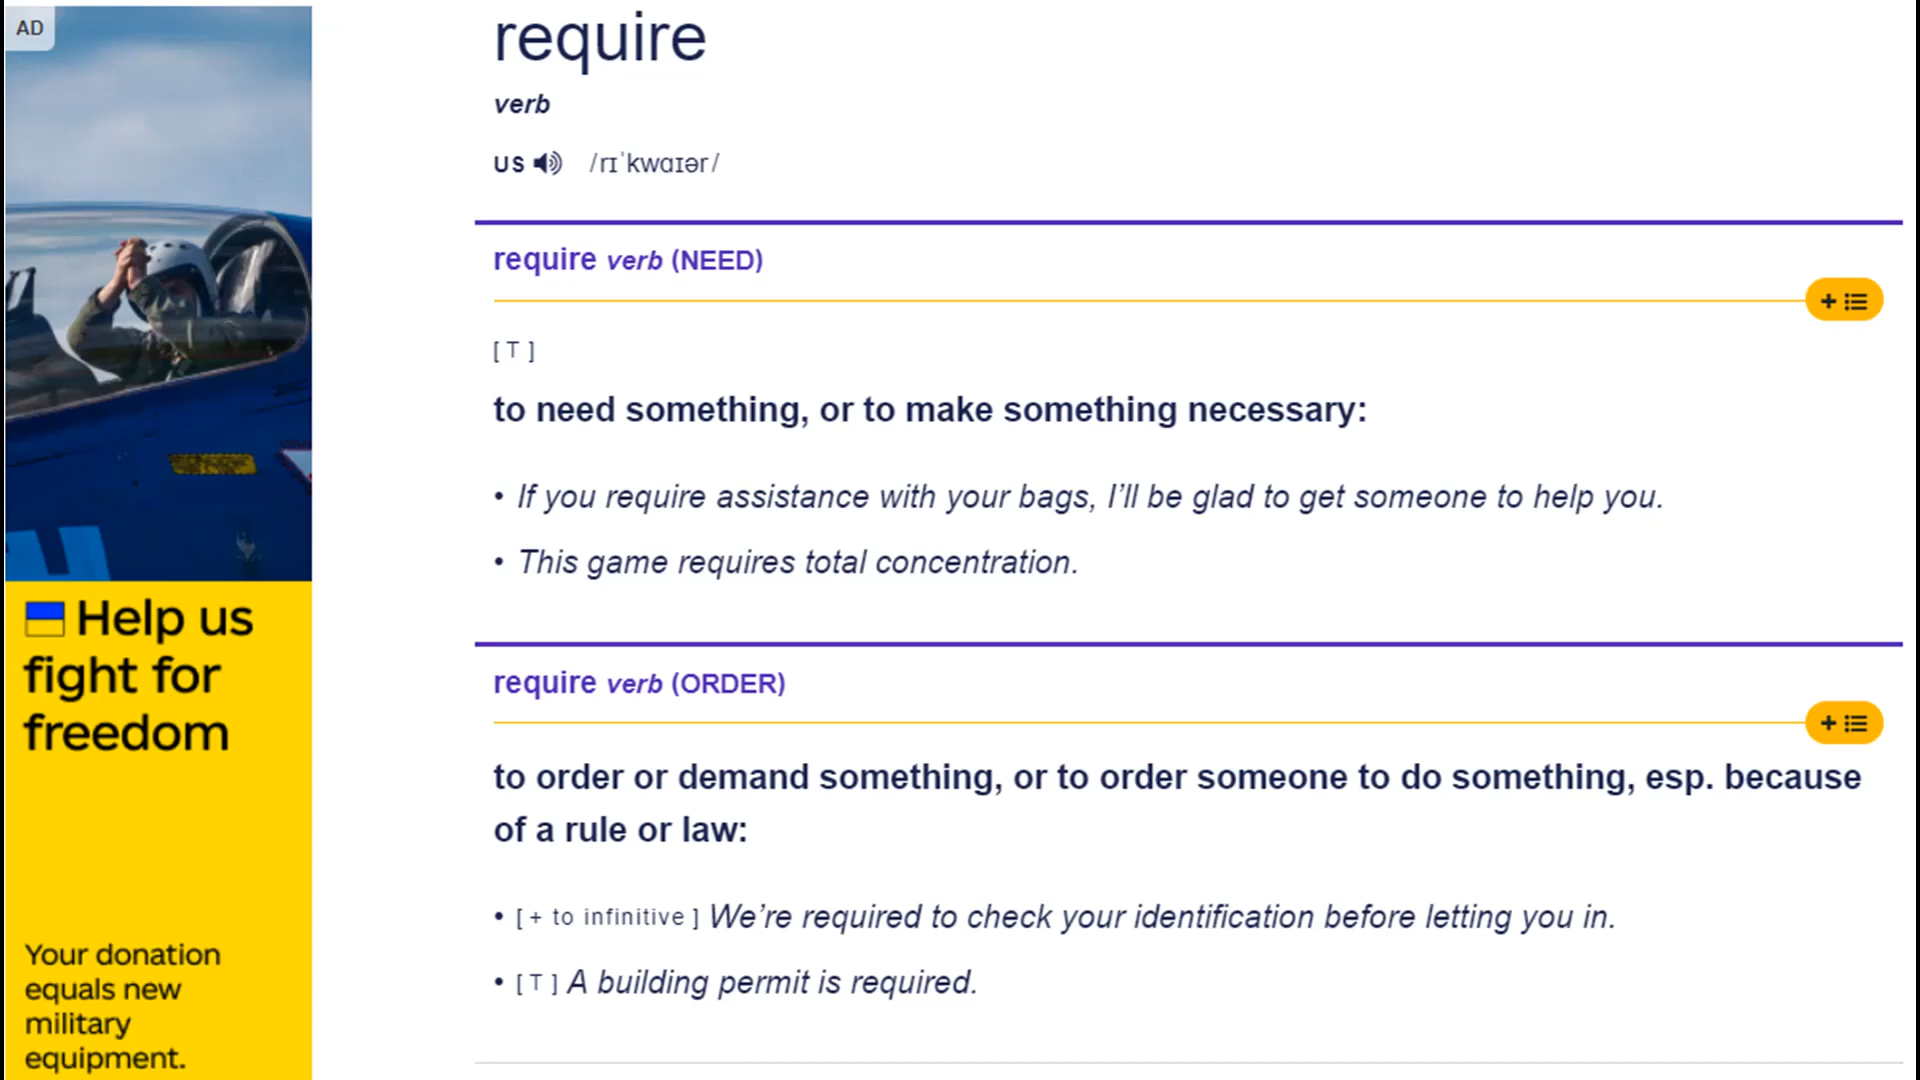 AD
require
verb
US /rɪˈkwɑɪər/
require verb (NEED)
[ T ]
to need something, or to make something necessary:
• If you require assistance with your bags, I’ll be glad to get someone to help you.
• This game requires total concentration.
require verb (ORDER)
to order or demand something, or to order someone to do something, esp. because
of a rule or law:
• [ + to infinitive ] We’re required to check your identification before letting you in.
• [ T ] A building permit is required.
Help us
fight for
freedom
Your donation
equals new
military
equipment.